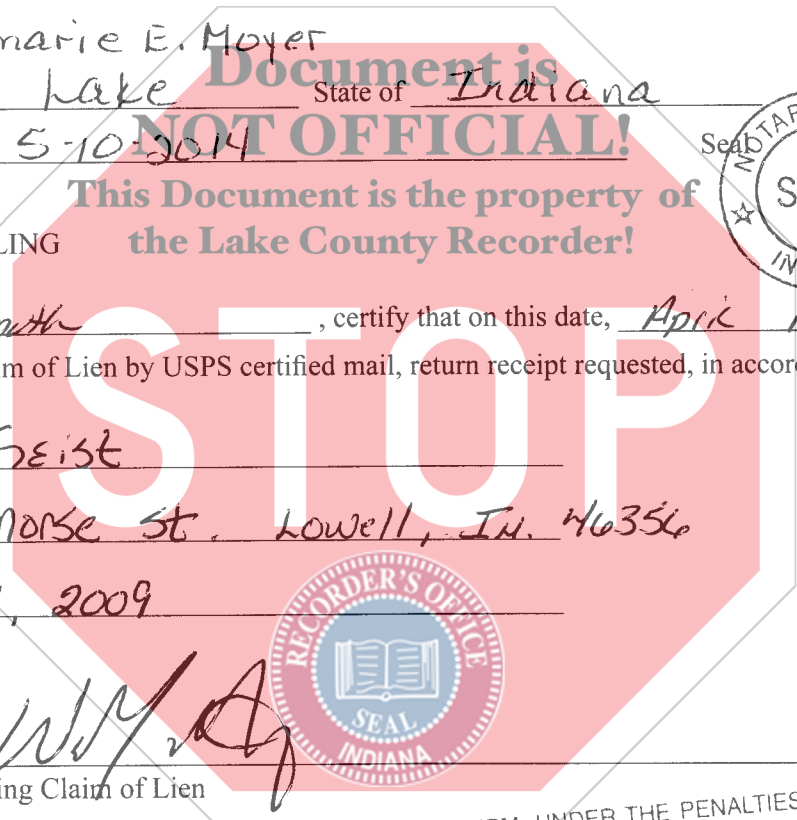 marie E. Moyer
Document is
Lake State of Indiana
NOT OFFICIAL!
5-10-2014 Seal
NOTAR
This Document is the property of
LING the Lake County Recorder!
, certify that on this date, April
STOP
m of Lien by USPS certified mail, return receipt requested, in accor
Geist
Morse St. Lowell, IN. 46356
, 2009
RECORDER'S OFFICE
SEAL
INDIANA
ing Claim of Lien
UNDER THE PENALTIES